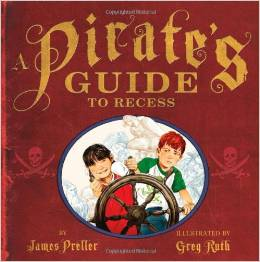 A Pirate's
GUIDE
TO RECESS
BY
James Preller
ILLUSTRATED BY
Greg Ruth